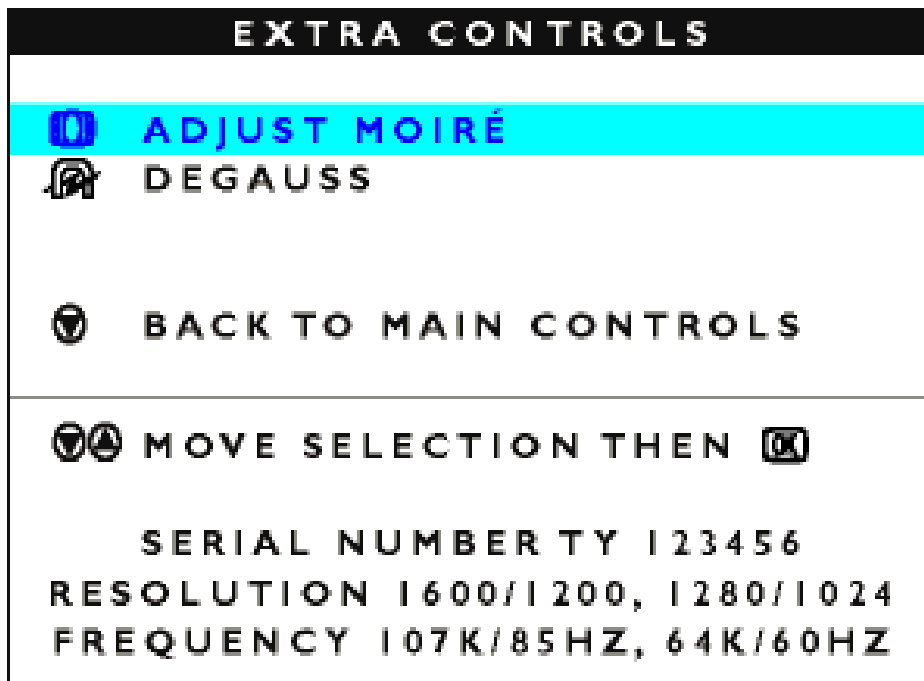 EXTRA CONTROLS
ADJUST MOIRÉ
DEGAUSS
BACK TO MAIN CONTROLS
MOVE SELECTION THEN OK
SERIAL NUMBER TY 123456
RESOLUTION 1600/1200, 1280/1024
FREQUENCY 107K/85HZ, 64K/60HZ